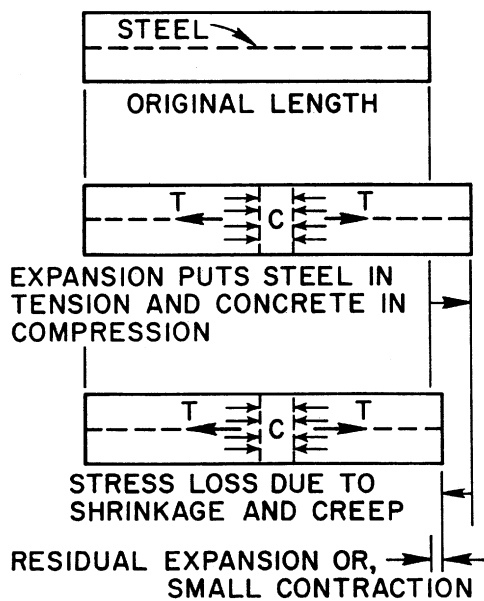 STEEL
ORIGINAL LENGTH
T C T
EXPANSION PUTS STEEL IN
TENSION AND CONCRETE IN
COMPRESSION
T C T
STRESS LOSS DUE TO
SHRINKAGE AND CREEP
RESIDUAL EXPANSION OR,
SMALL CONTRACTION